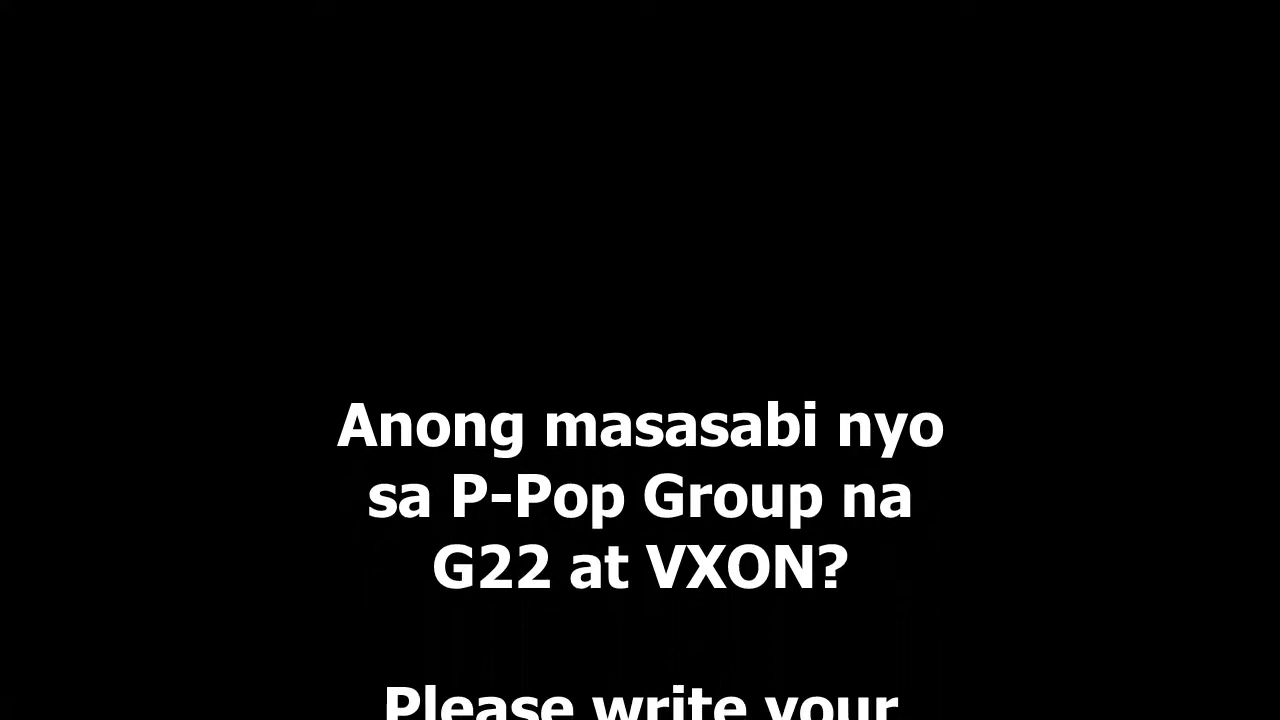 Anong masasabi nyo
sa P-Pop Group na
G22 at VXON?
Please write your